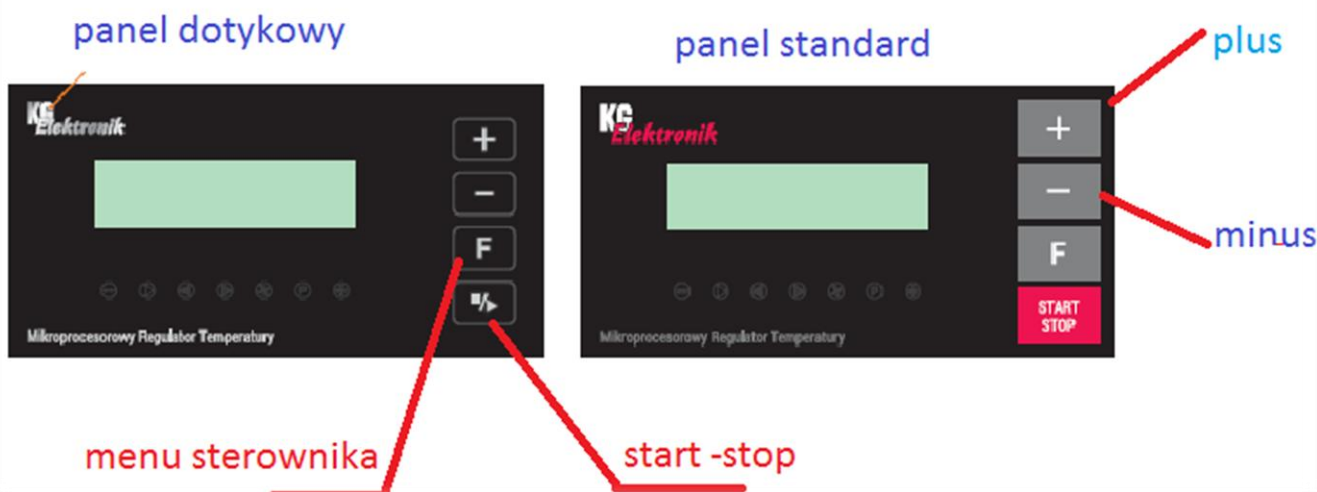 panel dotykowy
panel standard
plus
KG
Elektronik
+
-
F
■/▶
Mikroprocesorowy Regulator Temperatury
KG
Elektronik
+
-
F
START
STOP
Mikroprocesorowy Regulator Temperatury
minus
menu sterownika
start -stop